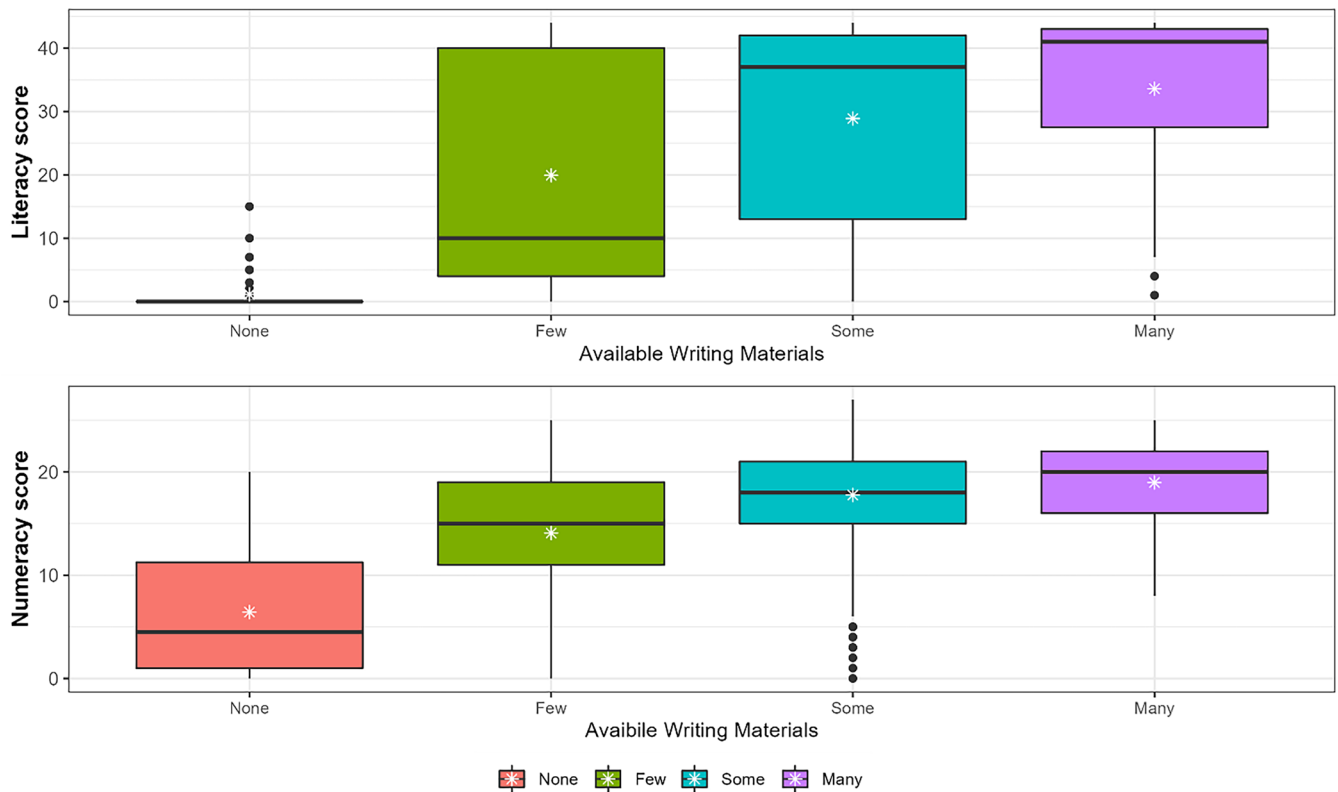 Literacy score
40
30
20
10
0
None Few Some Many
Available Writing Materials
Numeracy score
20
10
0
None Few Some Many
Avaibile Writing Materials
None Few Some Many